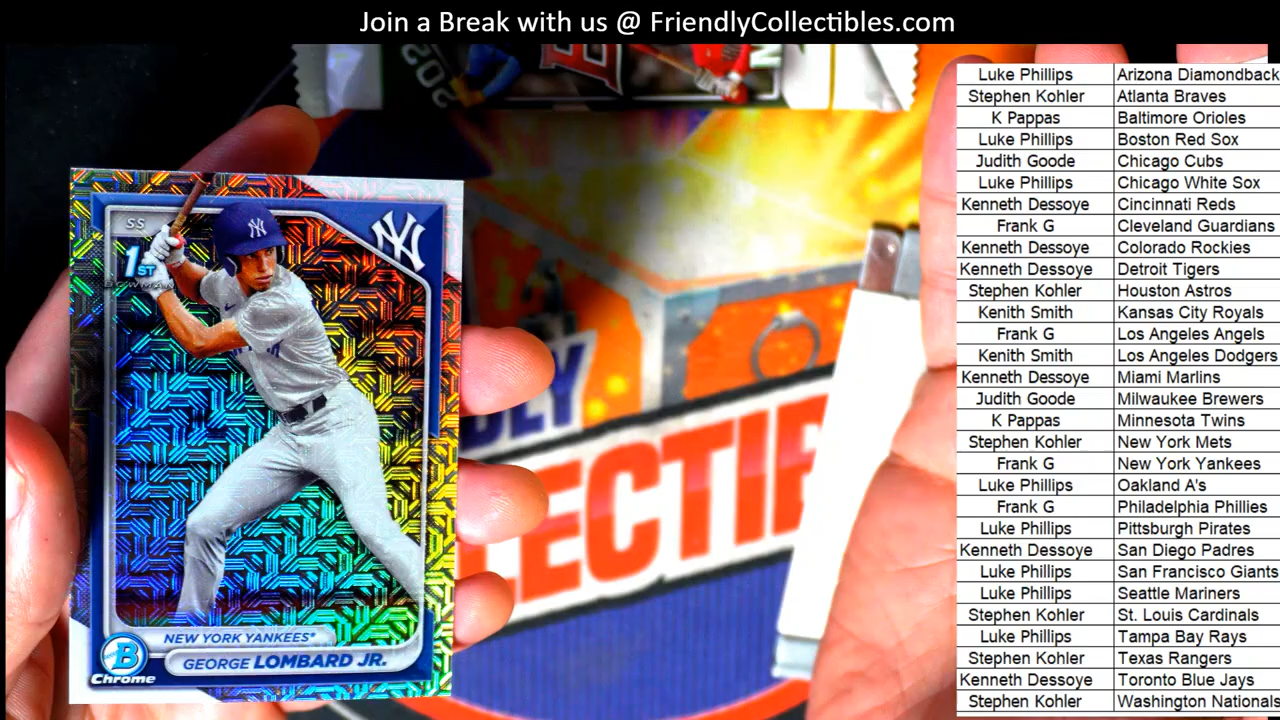 Join a Break with us @ FriendlyCollectibles.com
SS
1ST
BOWMAN
NY
NY
NEW YORK YANKEES*
GEORGE LOMBARD JR.
B
Chrome
Luke Phillips Arizona Diamondback
Stephen Kohler Atlanta Braves
K Pappas Baltimore Orioles
Luke Phillips Boston Red Sox
Judith Goode Chicago Cubs
Luke Phillips Chicago White Sox
Kenneth Dessoye Cincinnati Reds
Frank G Cleveland Guardians
Kenneth Dessoye Colorado Rockies
Kenneth Dessoye Detroit Tigers
Stephen Kohler Houston Astros
Kenith Smith Kansas City Royals
Frank G Los Angeles Angels
Kenith Smith Los Angeles Dodgers
Kenneth Dessoye Miami Marlins
Judith Goode Milwaukee Brewers
K Pappas Minnesota Twins
Stephen Kohler New York Mets
Frank G New York Yankees
Luke Phillips Oakland A's
Frank G Philadelphia Phillies
Luke Phillips Pittsburgh Pirates
Kenneth Dessoye San Diego Padres
Luke Phillips San Francisco Giants
Luke Phillips Seattle Mariners
Stephen Kohler St. Louis Cardinals
Luke Phillips Tampa Bay Rays
Stephen Kohler Texas Rangers
Kenneth Dessoye Toronto Blue Jays
Stephen Kohler Washington Nationals